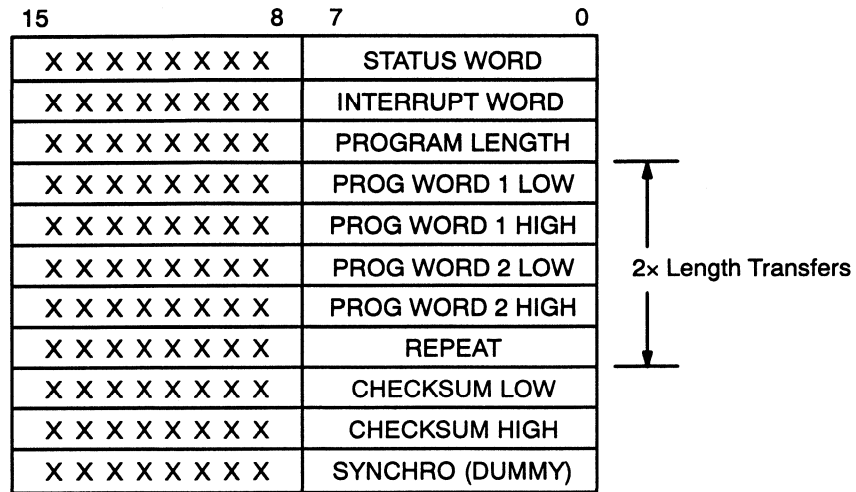 15 8 7 0
X X X X X X X X STATUS WORD
X X X X X X X X INTERRUPT WORD
X X X X X X X X PROGRAM LENGTH
X X X X X X X X PROG WORD 1 LOW
X X X X X X X X PROG WORD 1 HIGH
X X X X X X X X PROG WORD 2 LOW
2x Length Transfers
X X X X X X X X PROG WORD 2 HIGH
X X X X X X X X REPEAT
X X X X X X X X CHECKSUM LOW
X X X X X X X X CHECKSUM HIGH
X X X X X X X X SYNCHRO (DUMMY)